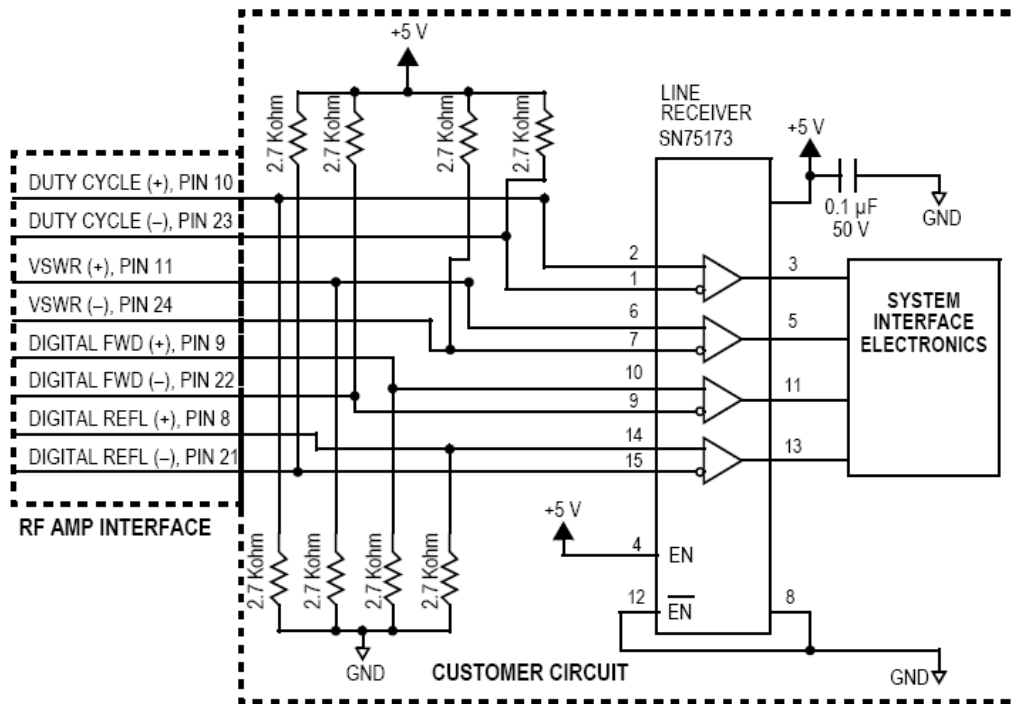 +5 V
2.7 Kohm
2.7 Kohm
2.7 Kohm
2.7 Kohm
LINE
RECEIVER
SN75173
+5 V
0.1 µF
50 V
GND
DUTY CYCLE (+), PIN 10
DUTY CYCLE (–), PIN 23
VSWR (+), PIN 11
VSWR (–), PIN 24
DIGITAL FWD (+), PIN 9
DIGITAL FWD (–), PIN 22
DIGITAL REFL (+), PIN 8
DIGITAL REFL (–), PIN 21
RF AMP INTERFACE
2
1
3
6
7
5
10
9
11
14
15
13
SYSTEM
INTERFACE
ELECTRONICS
+5 V
4
EN
12
EN
8
2.7 Kohm
2.7 Kohm
2.7 Kohm
2.7 Kohm
GND
CUSTOMER CIRCUIT
GND